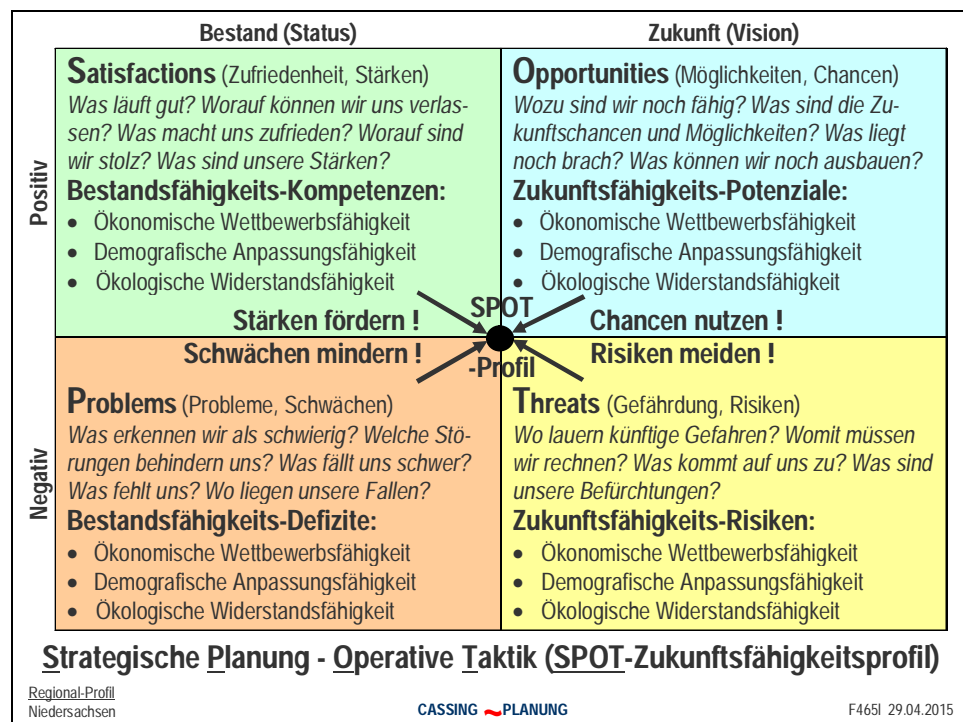 Bestand (Status)
Zukunft (Vision)
Positiv
Satisfactions (Zufriedenheit, Stärken)
Was läuft gut? Worauf können wir uns verlas-
sen? Was macht uns zufrieden? Worauf sind
wir stolz? Was sind unsere Stärken?
Bestandsfähigkeits-Kompetenzen:
• Ökonomische Wettbewerbsfähigkeit
• Demografische Anpassungsfähigkeit
• Ökologische Widerstandsfähigkeit
Stärken fördern !
Opportunities (Möglichkeiten, Chancen)
Wozu sind wir noch fähig? Was sind die Zu-
kunftschancen und Möglichkeiten? Was liegt
noch brach? Was können wir noch ausbauen?
Zukunftsfähigkeits-Potenziale:
• Ökonomische Wettbewerbsfähigkeit
• Demografische Anpassungsfähigkeit
• Ökologische Widerstandsfähigkeit
Chancen nutzen !
SPOT
-Profil
Negativ
Schwächen mindern !
Problems (Probleme, Schwächen)
Was erkennen wir als schwierig? Welche Stö-
rungen behindern uns? Was fällt uns schwer?
Was fehlt uns? Wo liegen unsere Fallen?
Bestandsfähigkeits-Defizite:
• Ökonomische Wettbewerbsfähigkeit
• Demografische Anpassungsfähigkeit
• Ökologische Widerstandsfähigkeit
Risiken meiden !
Threats (Gefährdung, Risiken)
Wo lauern künftige Gefahren? Womit müssen
wir rechnen? Was kommt auf uns zu? Was sind
unsere Befürchtungen?
Zukunftsfähigkeits-Risiken:
• Ökonomische Wettbewerbsfähigkeit
• Demografische Anpassungsfähigkeit
• Ökologische Widerstandsfähigkeit
Strategische Planung - Operative Taktik (SPOT-Zukunftsfähigkeitsprofil)
Regional-Profil
Niedersachsen
CASSING ~PLANUNG
F465I 29.04.2015